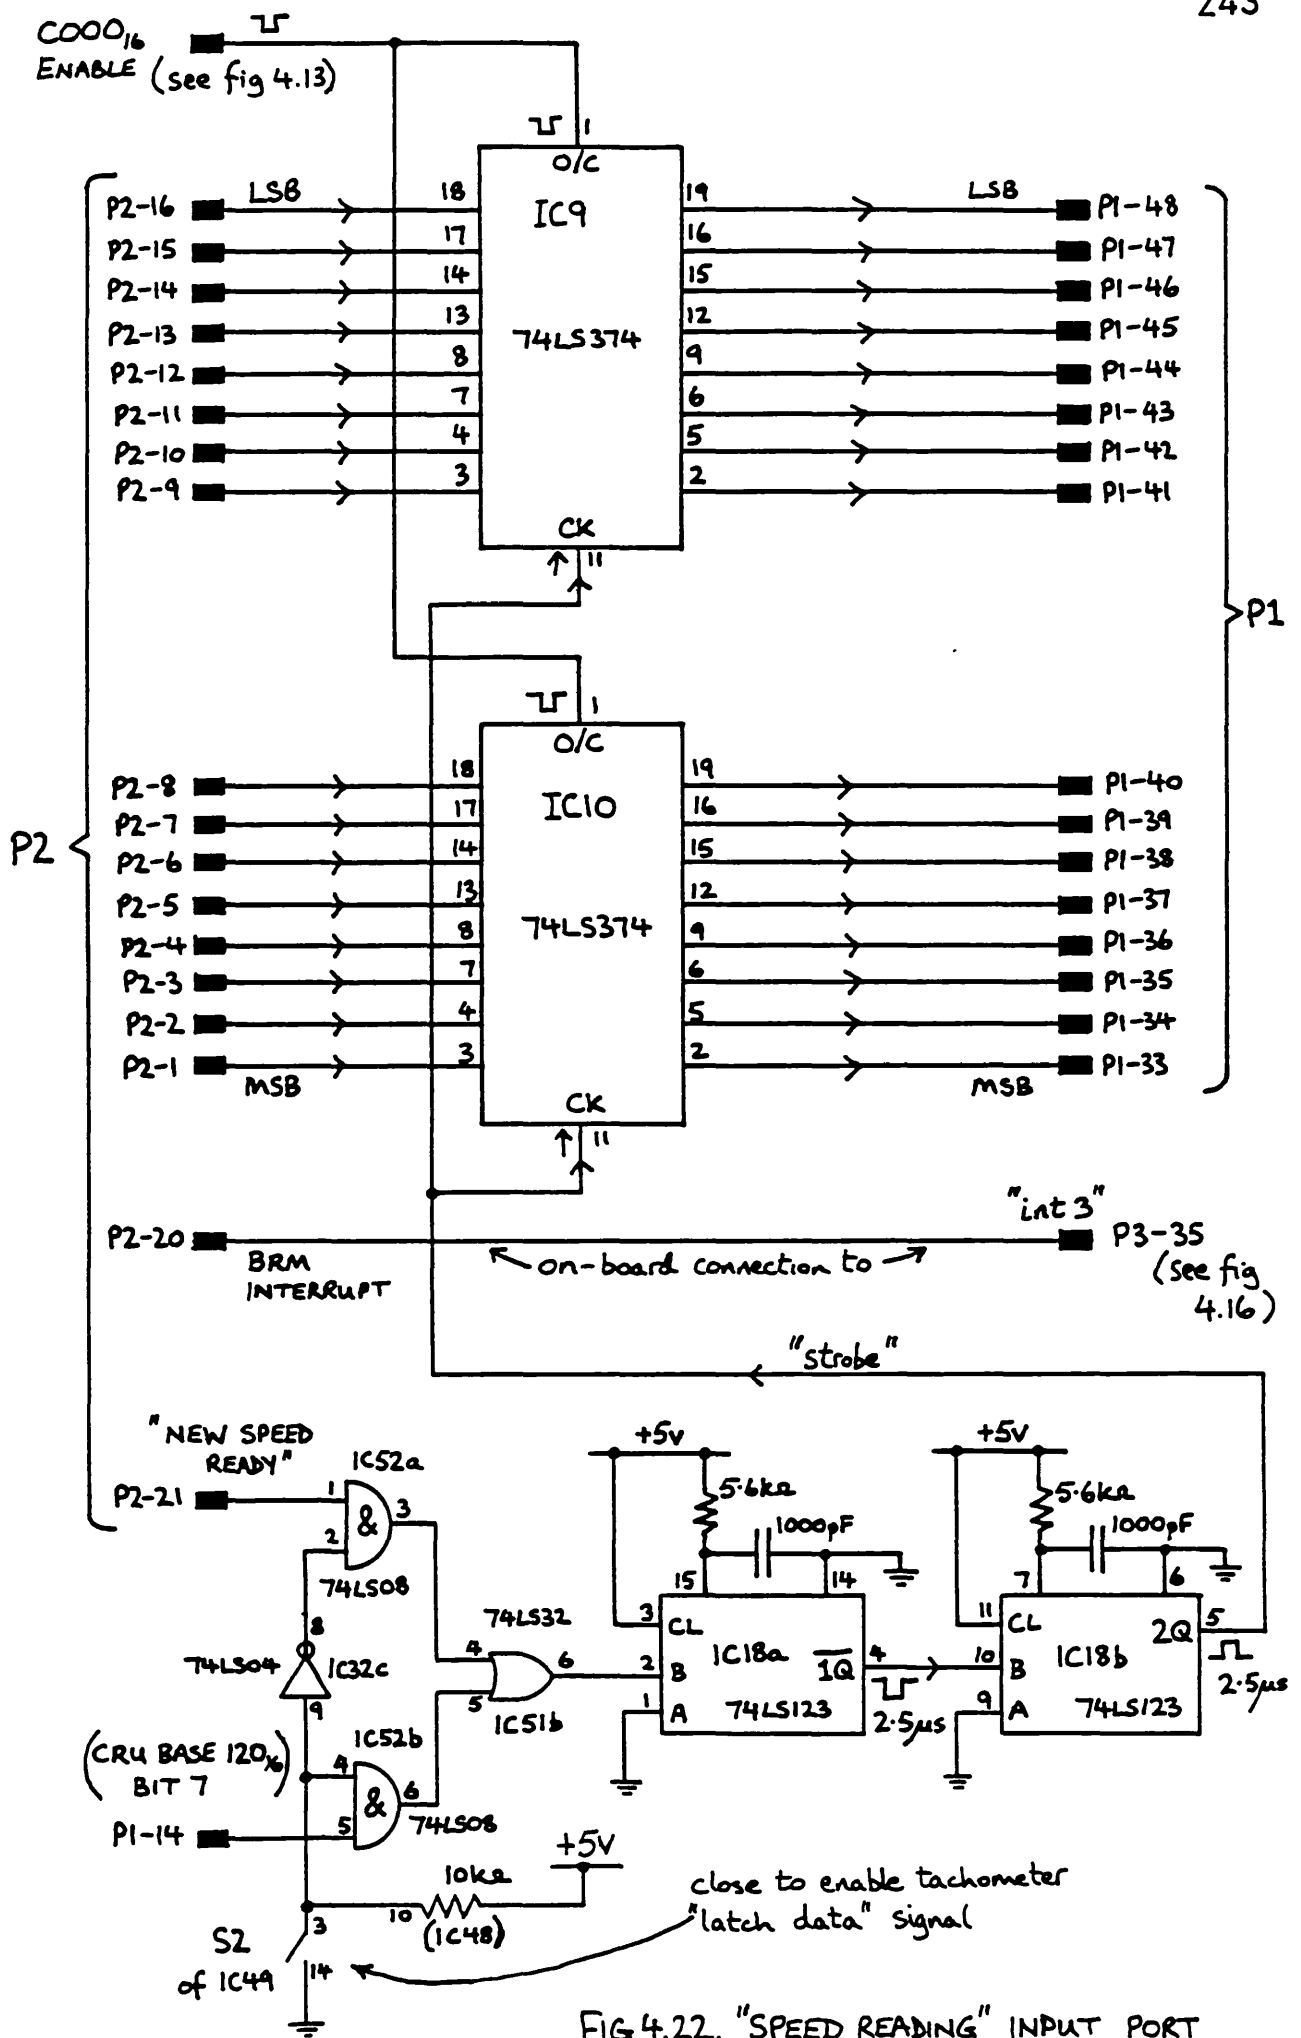 243
C000₁₆
ENABLE (see fig 4.13)
1
O/C
IC9
74LS374
CK
11
P2-16 LSB 18 19 LSB P1-48
P2-15 17 16 P1-47
P2-14 14 15 P1-46
P2-13 13 12 P1-45
P2-12 8 9 P1-44
P2-11 7 6 P1-43
P2-10 4 5 P1-42
P2-9 3 2 P1-41
P2
P1
1
O/C
IC10
74LS374
CK
11
P2-8 18 19 P1-40
P2-7 17 16 P1-39
P2-6 14 15 P1-38
P2-5 13 12 P1-37
P2-4 8 9 P1-36
P2-3 7 6 P1-35
P2-2 4 5 P1-34
P2-1 MSB 3 2 MSB P1-33
"int 3"
P2-20 P3-35
BRM
INTERRUPT
on-board connection to
(see fig
4.16)
"strobe"
"NEW SPEED
READY"
P2-21
IC52a
1
2
&
3
74LS08
8
74LS04 IC32c
9
(CRU BASE 120₁₆
BIT 7)
P1-14
IC52b
4
5
&
6
74LS08
74LS32
4
5
6
IC51b
+5v
5.6kΩ
1000pF
15 14
3 CL
2 B
1 A
IC18a
1Q̅ 4
74LS123
2.5μs
+5v
5.6kΩ
1000pF
7 6
11 CL
10 B
9 A
IC18b
2Q 5
74LS123
2.5μs
+5V
10kΩ
10
(IC48)
3
S2
of IC49
14
close to enable tachometer
"latch data" signal
FIG 4.22. "SPEED READING" INPUT PORT